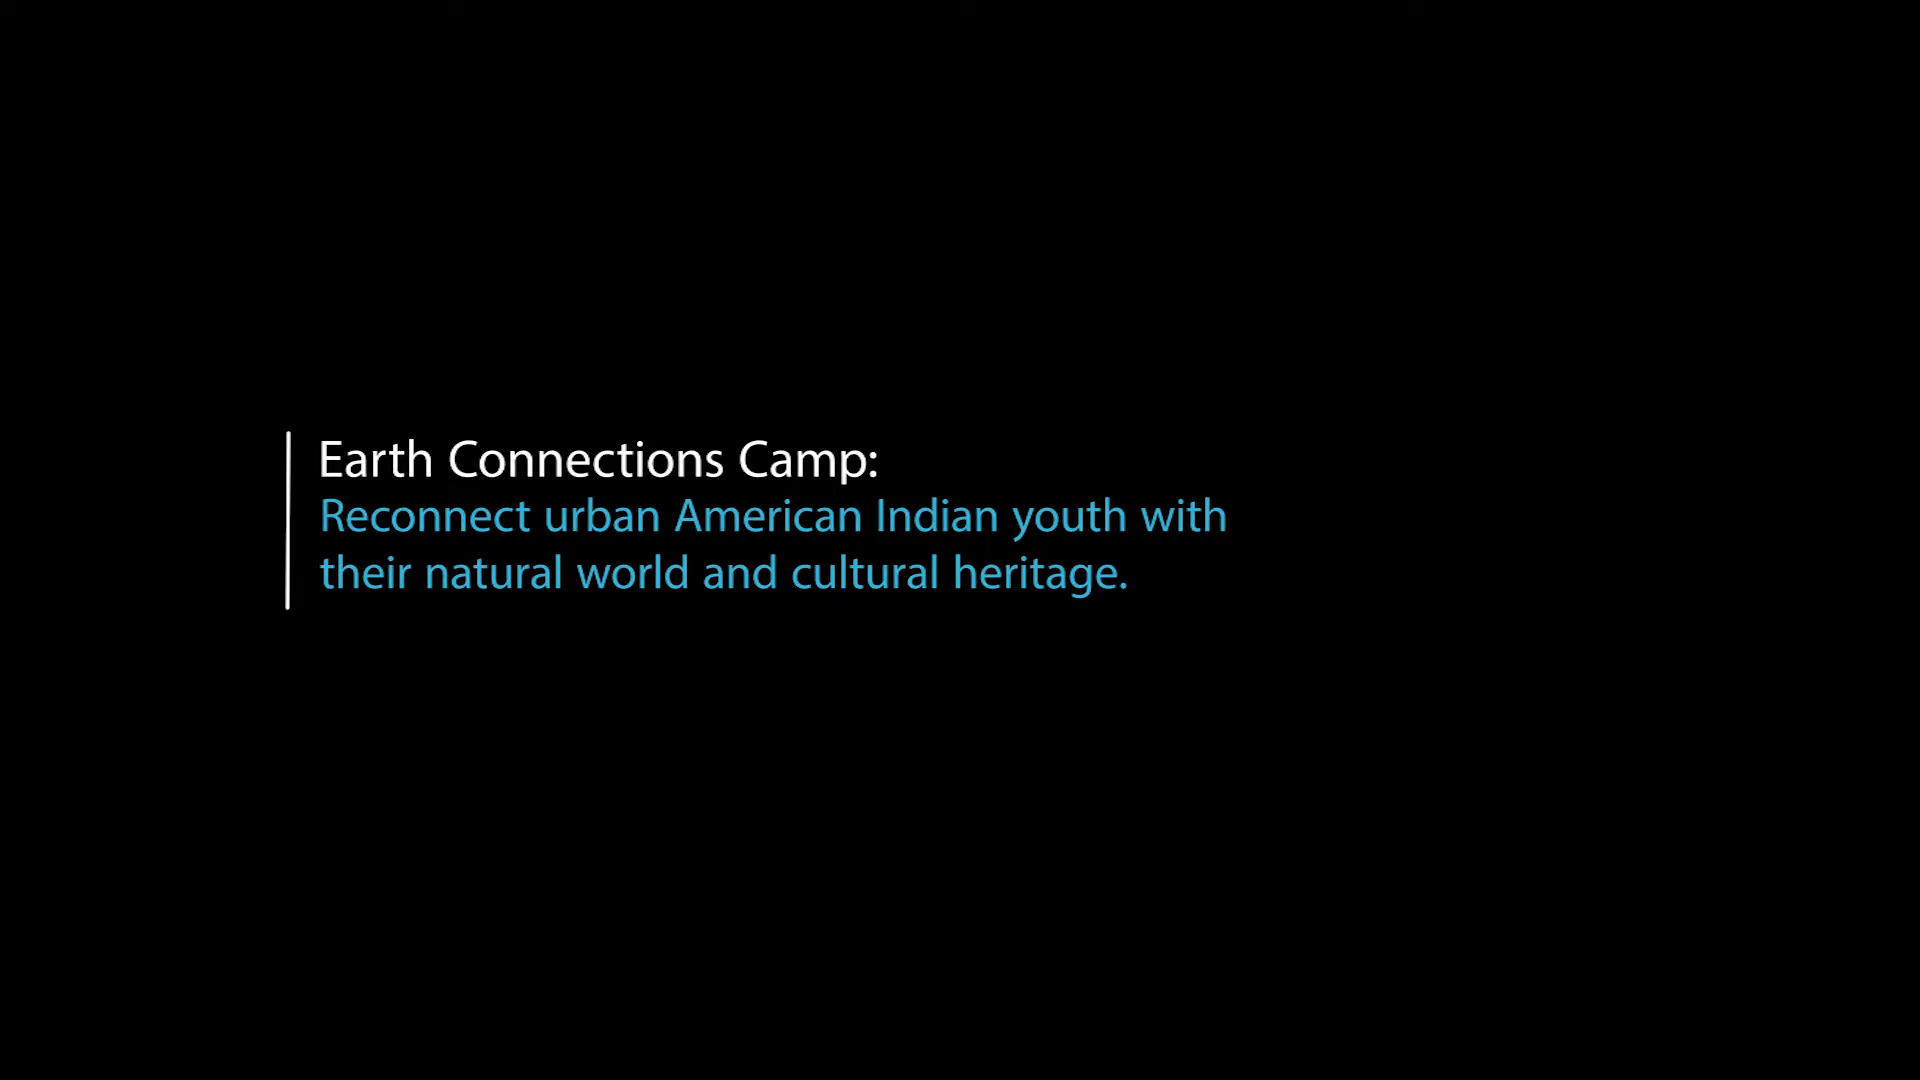 Earth Connections Camp:
Reconnect urban American Indian youth with
their natural world and cultural heritage.